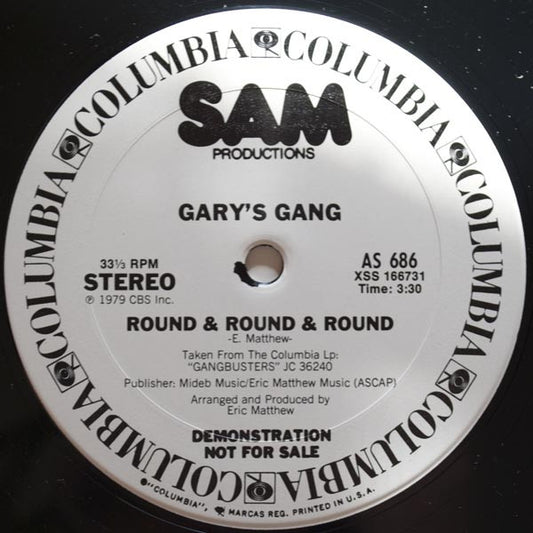 COLUMBIA COLUMBIA COLUMBIA COLUMBIA COLUMBIA COLUMBIA COLUMBIA COLUMBIA
SAM
PRODUCTIONS
GARY'S GANG
33⅓ RPM
STEREO
℗ 1979 CBS Inc.
AS 686
XSS 166731
Time: 3:30
ROUND & ROUND & ROUND
-E. Matthew-
Taken From The Columbia Lp:
"GANGBUSTERS" JC 36240
Publisher: Mideb Music/Eric Matthew Music (ASCAP)
Arranged and Produced by
Eric Matthew
DEMONSTRATION
NOT FOR SALE
"COLUMBIA", MARCAS REG. PRINTED IN U.S.A.